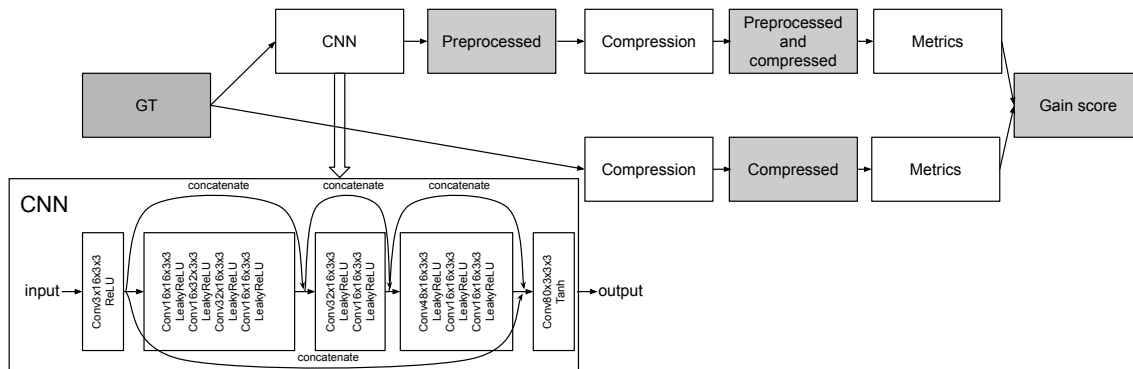 CNN
Preprocessed
Compression
Preprocessed
and
compressed
Metrics
GT
Gain score
Compression
Compressed
Metrics
CNN
concatenate
concatenate
concatenate
input
Conv3x16x3x3
ReLU
Conv16x16x3x3
LeakyReLU
Conv16x32x3x3
LeakyReLU
Conv32x16x3x3
LeakyReLU
Conv16x16x3x3
LeakyReLU
Conv32x16x3x3
LeakyReLU
Conv16x16x3x3
LeakyReLU
Conv48x16x3x3
LeakyReLU
Conv16x16x3x3
LeakyReLU
Conv16x16x3x3
LeakyReLU
Conv80x3x3x3
Tanh
output
concatenate